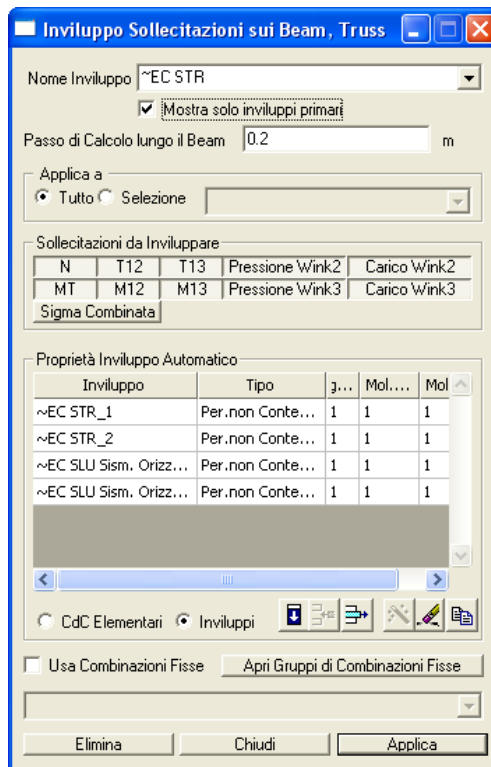 Inviluppo Sollecitazioni sui Beam, Truss
Nome Inviluppo ~EC STR
Mostra solo inviluppi primari
Passo di Calcolo lungo il Beam 0.2 m
Applica a
Tutto Selezione
Sollecitazioni da Inviluppare
N T12 T13 Pressione Wink2 Carico Wink2
MT M12 M13 Pressione Wink3 Carico Wink3
Sigma Combinata
Proprietà Inviluppo Automatico
Inviluppo Tipo ... Mol.... Mol
~EC STR_1 Per.non Conte... 1 1 1
~EC STR_2 Per.non Conte... 1 1 1
~EC SLU Sism. Orizz... Per.non Conte... 1 1 1
~EC SLU Sism. Orizz... Per.non Conte... 1 1 1
CdC Elementari Inviluppi
Usa Combinazioni Fisse Apri Gruppi di Combinazioni Fisse
Elimina Chiudi Applica